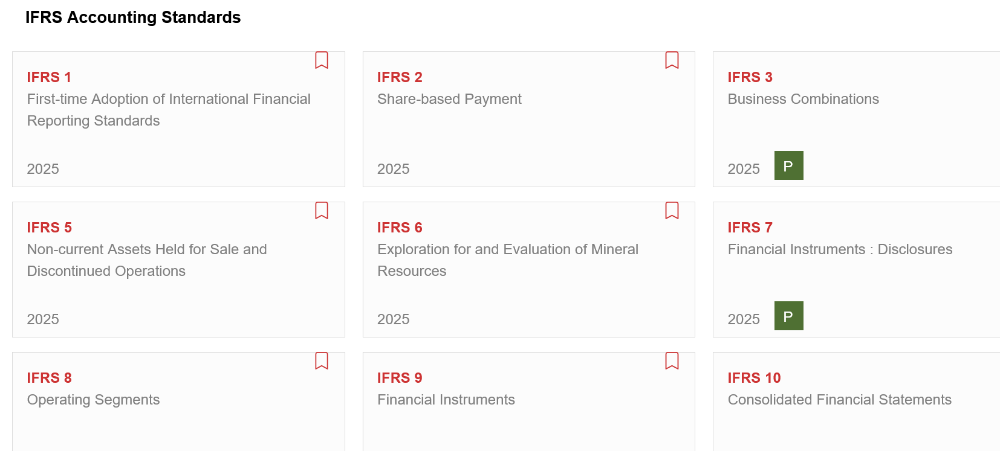 IFRS Accounting Standards
IFRS 1
First-time Adoption of International Financial
Reporting Standards
2025
IFRS 2
Share-based Payment
2025
IFRS 3
Business Combinations
2025 P
IFRS 5
Non-current Assets Held for Sale and
Discontinued Operations
2025
IFRS 6
Exploration for and Evaluation of Mineral
Resources
2025
IFRS 7
Financial Instruments : Disclosures
2025 P
IFRS 8
Operating Segments
IFRS 9
Financial Instruments
IFRS 10
Consolidated Financial Statements